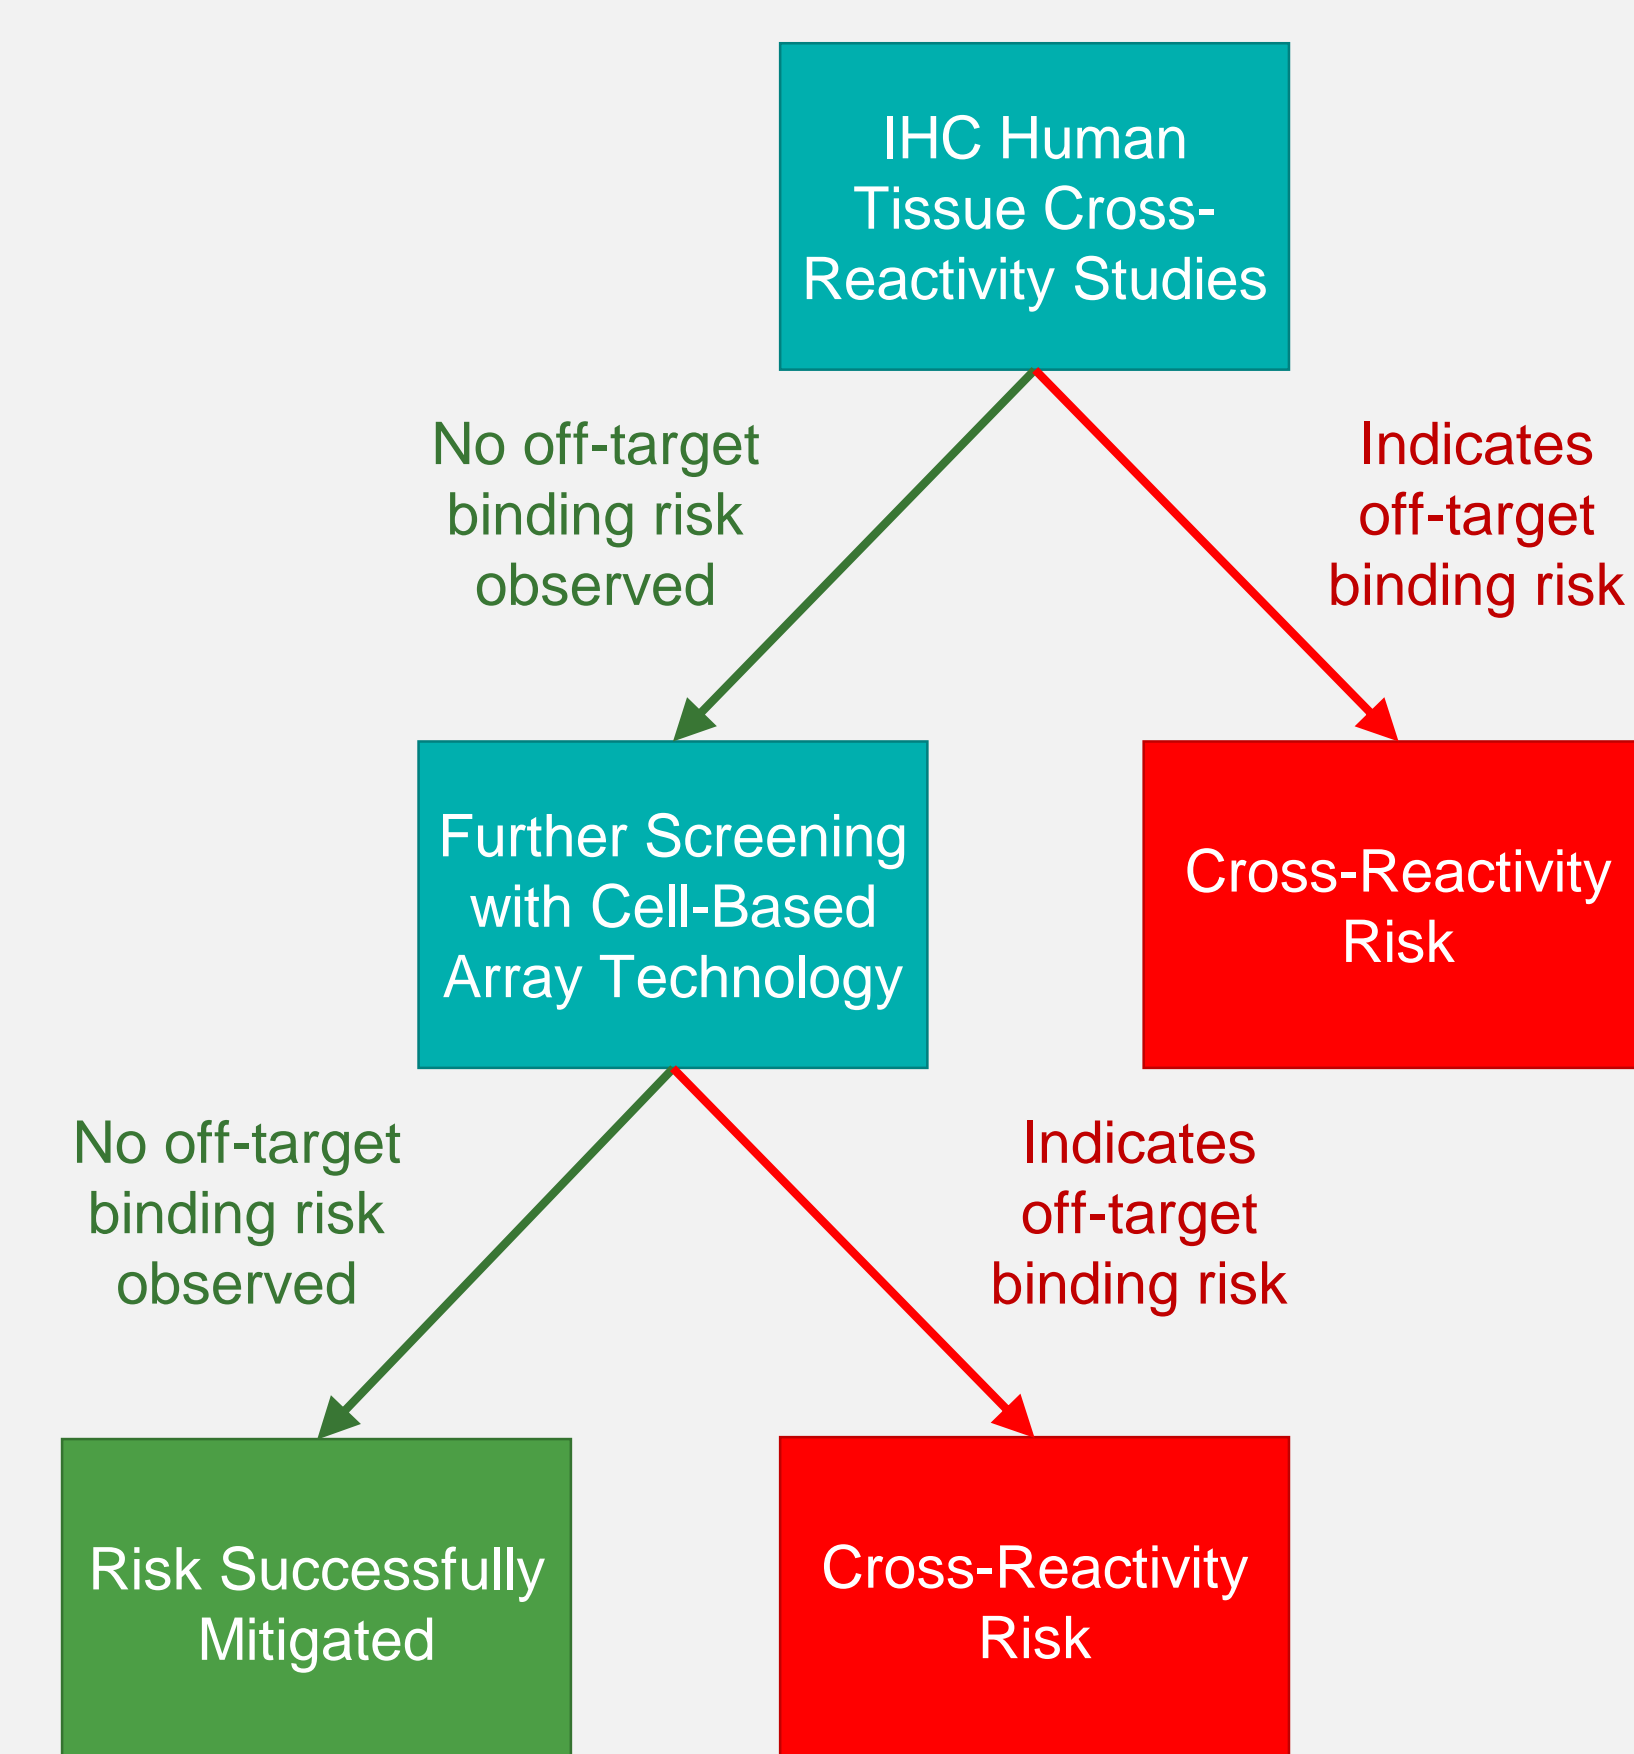 IHC Human
Tissue Cross-
Reactivity Studies
No off-target
binding risk
observed
Indicates
off-target
binding risk
Further Screening
with Cell-Based
Array Technology
Cross-Reactivity
Risk
No off-target
binding risk
observed
Indicates
off-target
binding risk
Risk Successfully
Mitigated
Cross-Reactivity
Risk